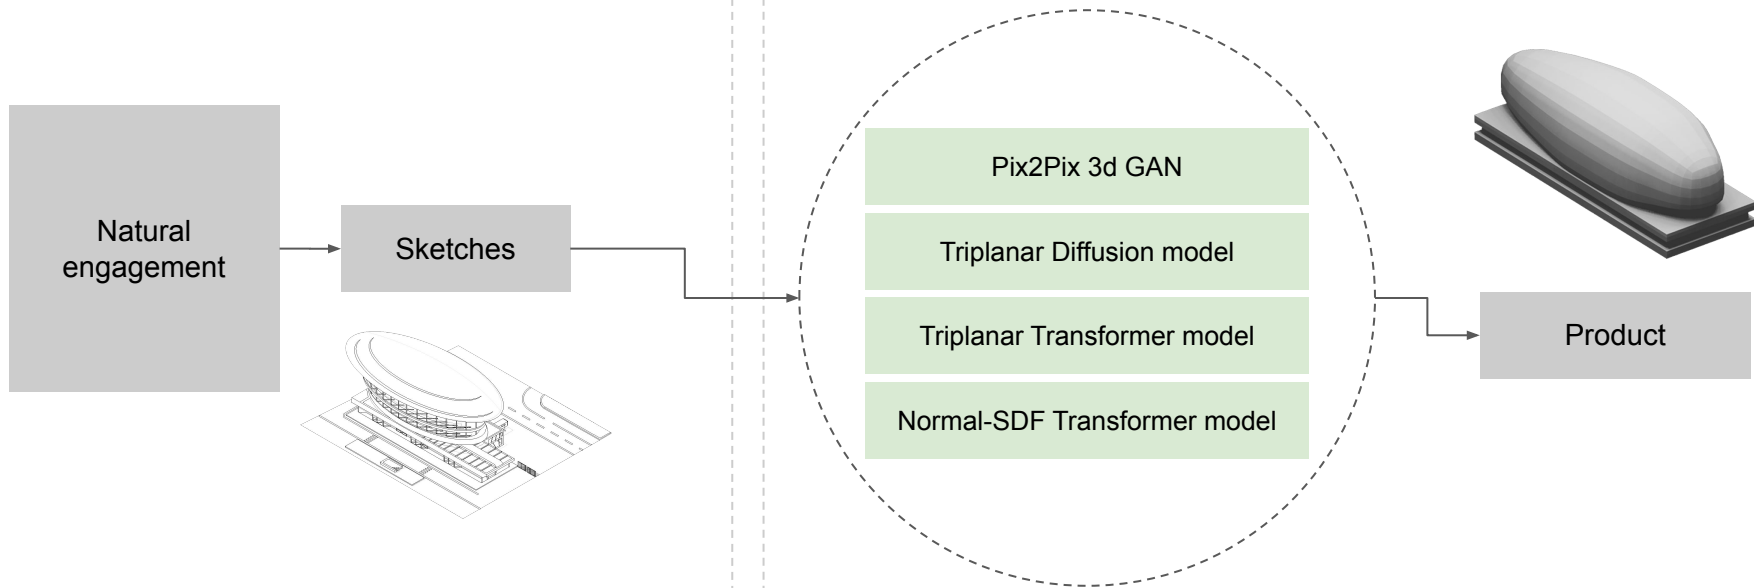 Natural
engagement
Sketches
Pix2Pix 3d GAN
Triplanar Diffusion model
Triplanar Transformer model
Normal-SDF Transformer model
Product